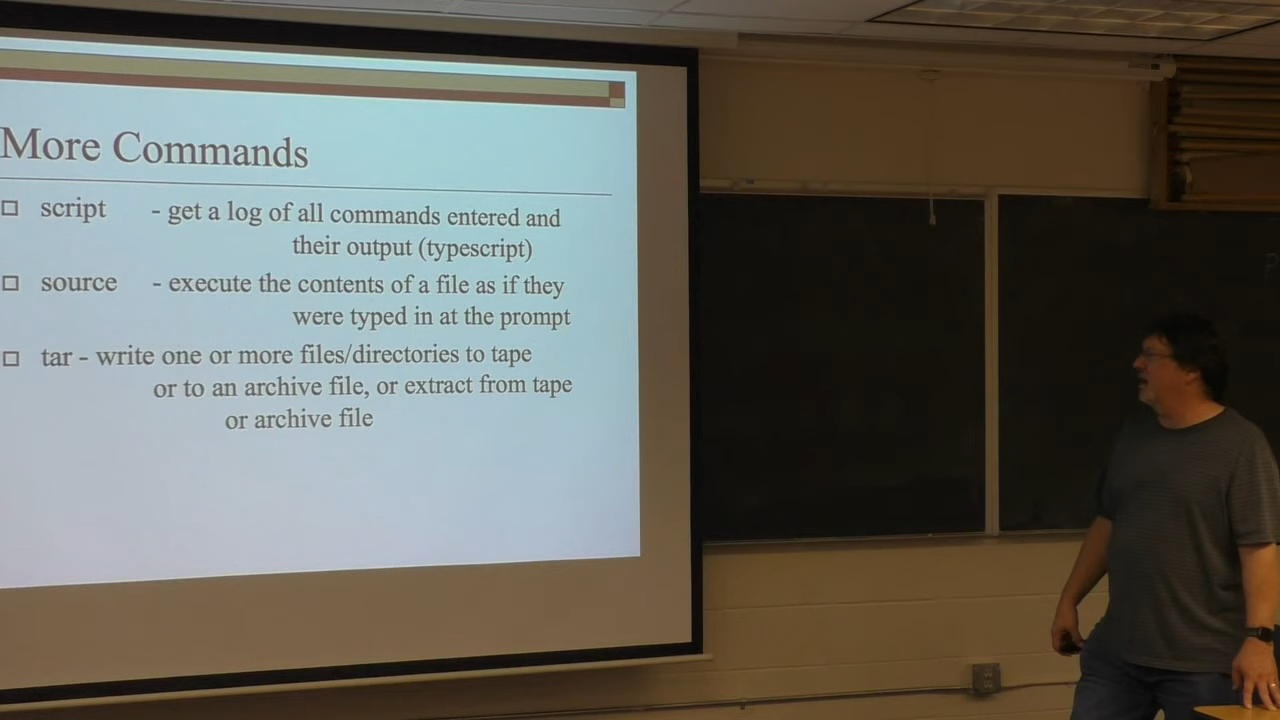 More Commands
script - get a log of all commands entered and
their output (typescript)
source - execute the contents of a file as if they
were typed in at the prompt
tar - write one or more files/directories to tape
or to an archive file, or extract from tape
or archive file